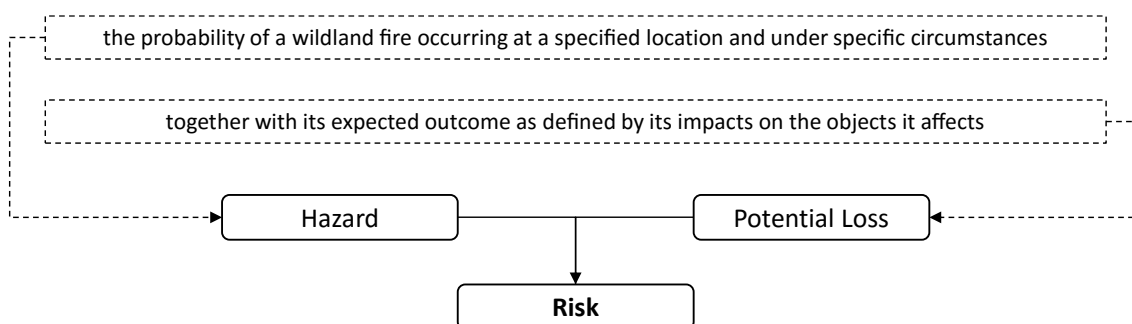 the probability of a wildland fire occurring at a specified location and under specific circumstances
together with its expected outcome as defined by its impacts on the objects it affects
Hazard
Potential Loss
Risk